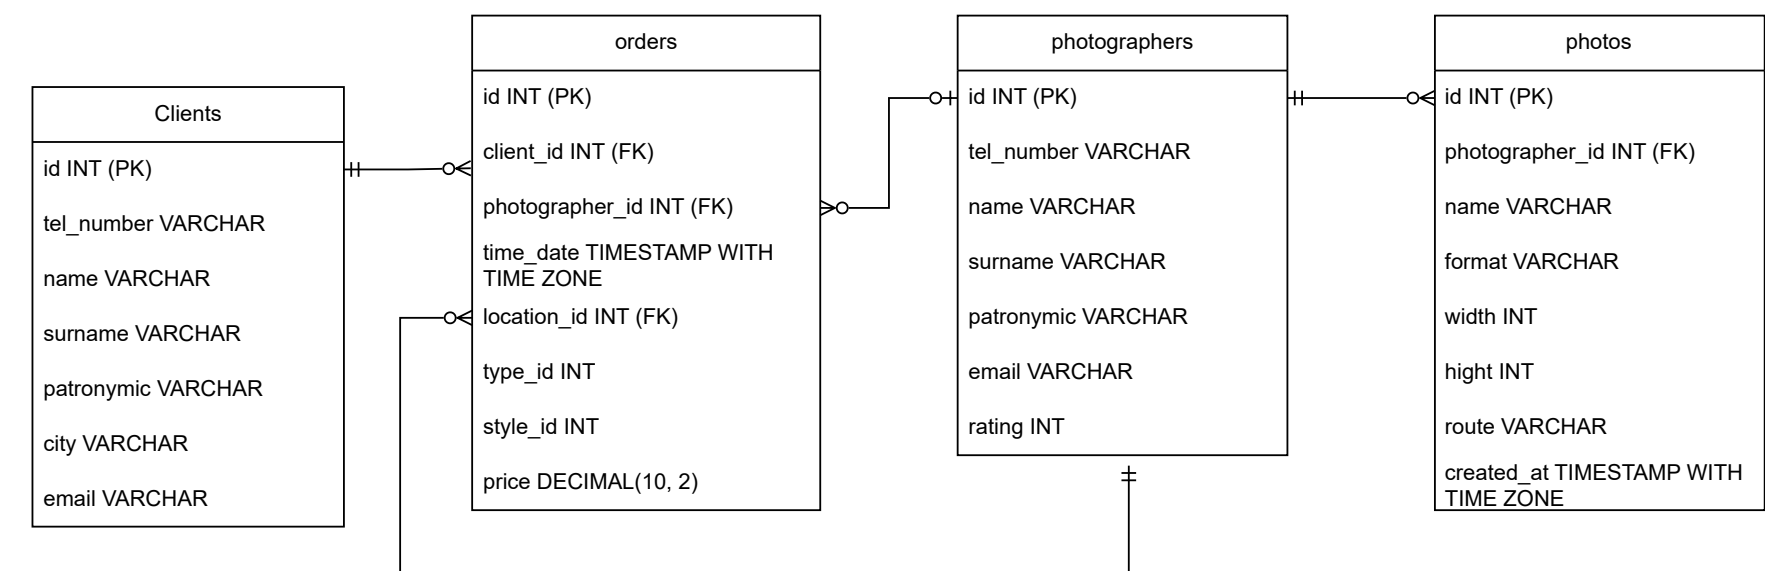 Clients
id INT (PK)
tel_number VARCHAR
name VARCHAR
surname VARCHAR
patronymic VARCHAR
city VARCHAR
email VARCHAR
orders
id INT (PK)
client_id INT (FK)
photographer_id INT (FK)
time_date TIMESTAMP WITH
TIME ZONE
location_id INT (FK)
type_id INT
style_id INT
price DECIMAL(10, 2)
photographers
id INT (PK)
tel_number VARCHAR
name VARCHAR
surname VARCHAR
patronymic VARCHAR
email VARCHAR
rating INT
photos
id INT (PK)
photographer_id INT (FK)
name VARCHAR
format VARCHAR
width INT
hight INT
route VARCHAR
created_at TIMESTAMP WITH
TIME ZONE